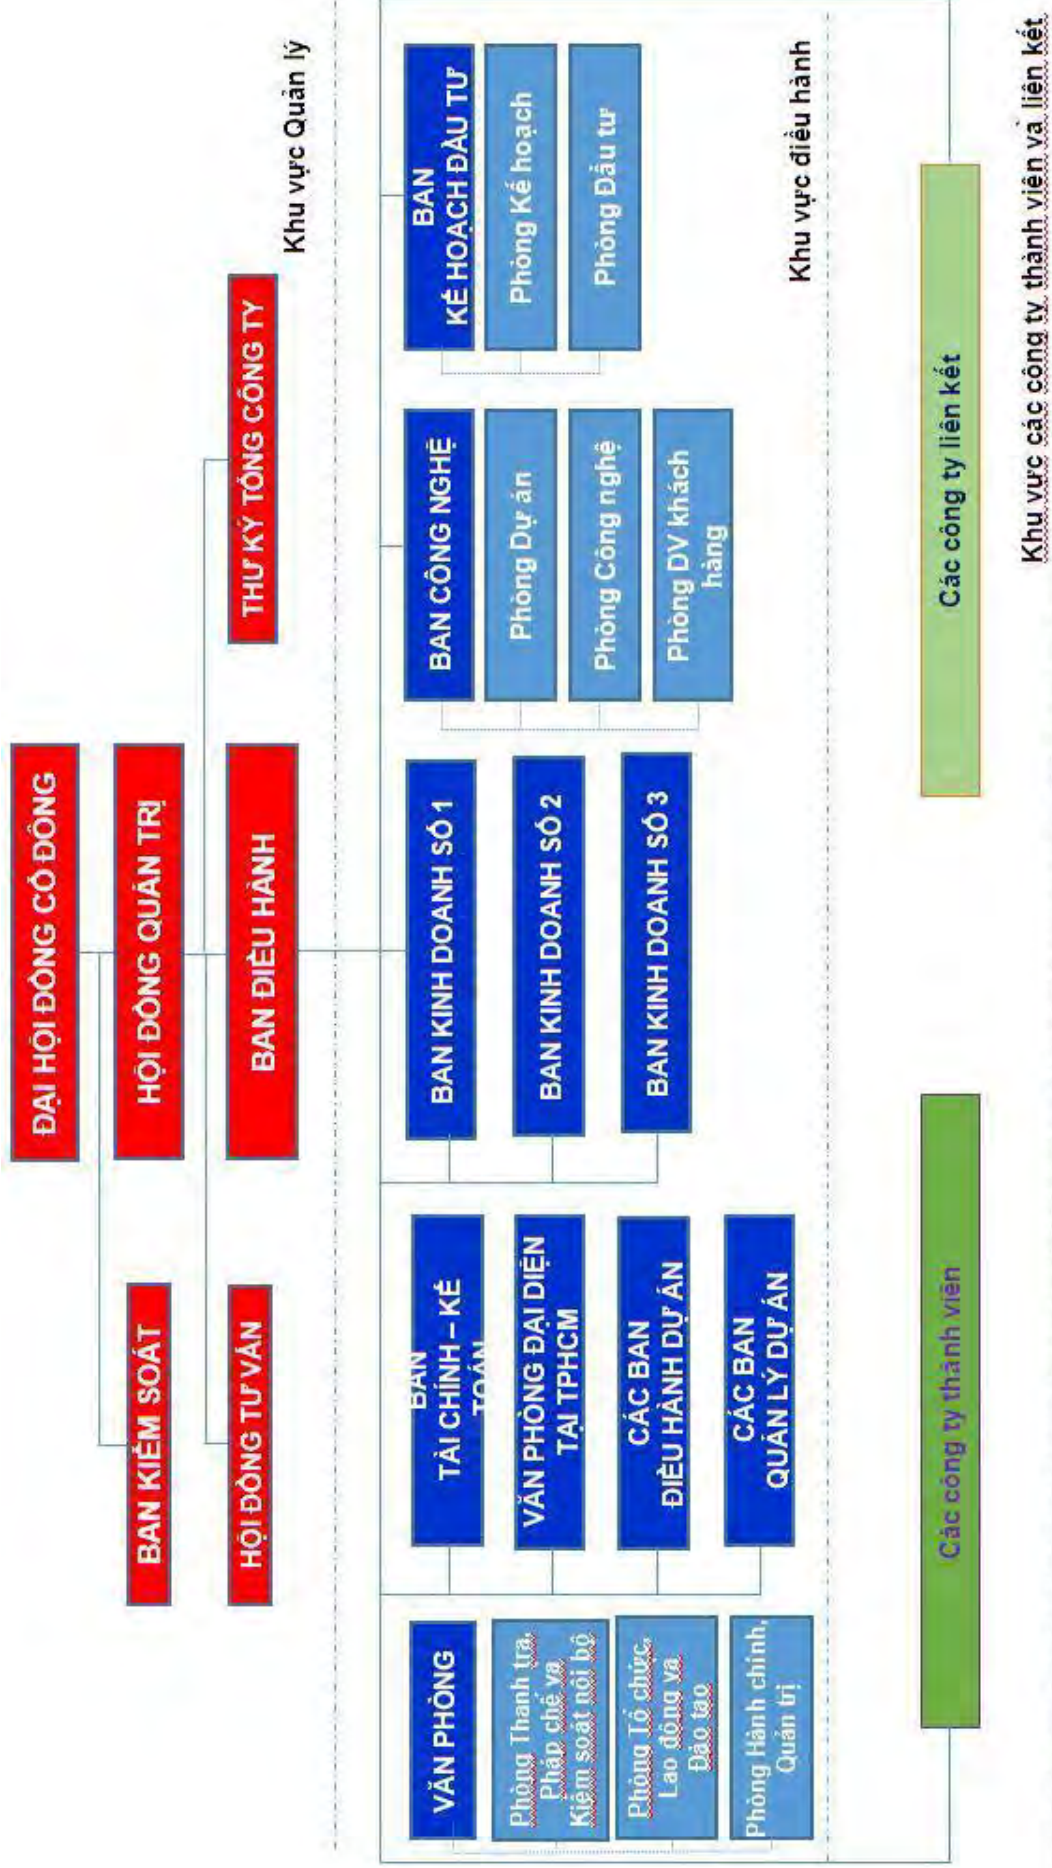 ĐẠI HỘI ĐỒNG CỔ ĐÔNG
BAN KIỂM SOÁT
HỘI ĐỒNG QUẢN TRỊ
HỘI ĐỒNG TƯ VẤN
BAN ĐIỀU HÀNH
THƯ KÝ TỔNG CÔNG TY
Khu vực Quản lý
VĂN PHÒNG
Phòng Thanh tra,
Pháp chế và
Kiểm soát nội bộ
Phòng Tổ chức,
Lao động và
Đào tạo
Phòng Hành chính,
Quản trị
BAN
TÀI CHÍNH – KẾ
TOÁN
VĂN PHÒNG ĐẠI DIỆN
TẠI TPHCM
CÁC BAN
ĐIỀU HÀNH DỰ ÁN
CÁC BAN
QUẢN LÝ DỰ ÁN
BAN KINH DOANH SỐ 1
BAN KINH DOANH SỐ 2
BAN KINH DOANH SỐ 3
BAN CÔNG NGHỆ
Phòng Dự án
Phòng Công nghệ
Phòng DV khách
hàng
BAN
KẾ HOẠCH ĐẦU TƯ
Phòng Kế hoạch
Phòng Đầu tư
Khu vực điều hành
Các công ty thành viên
Các công ty liên kết
Khu vực các công ty thành viên và liên kết